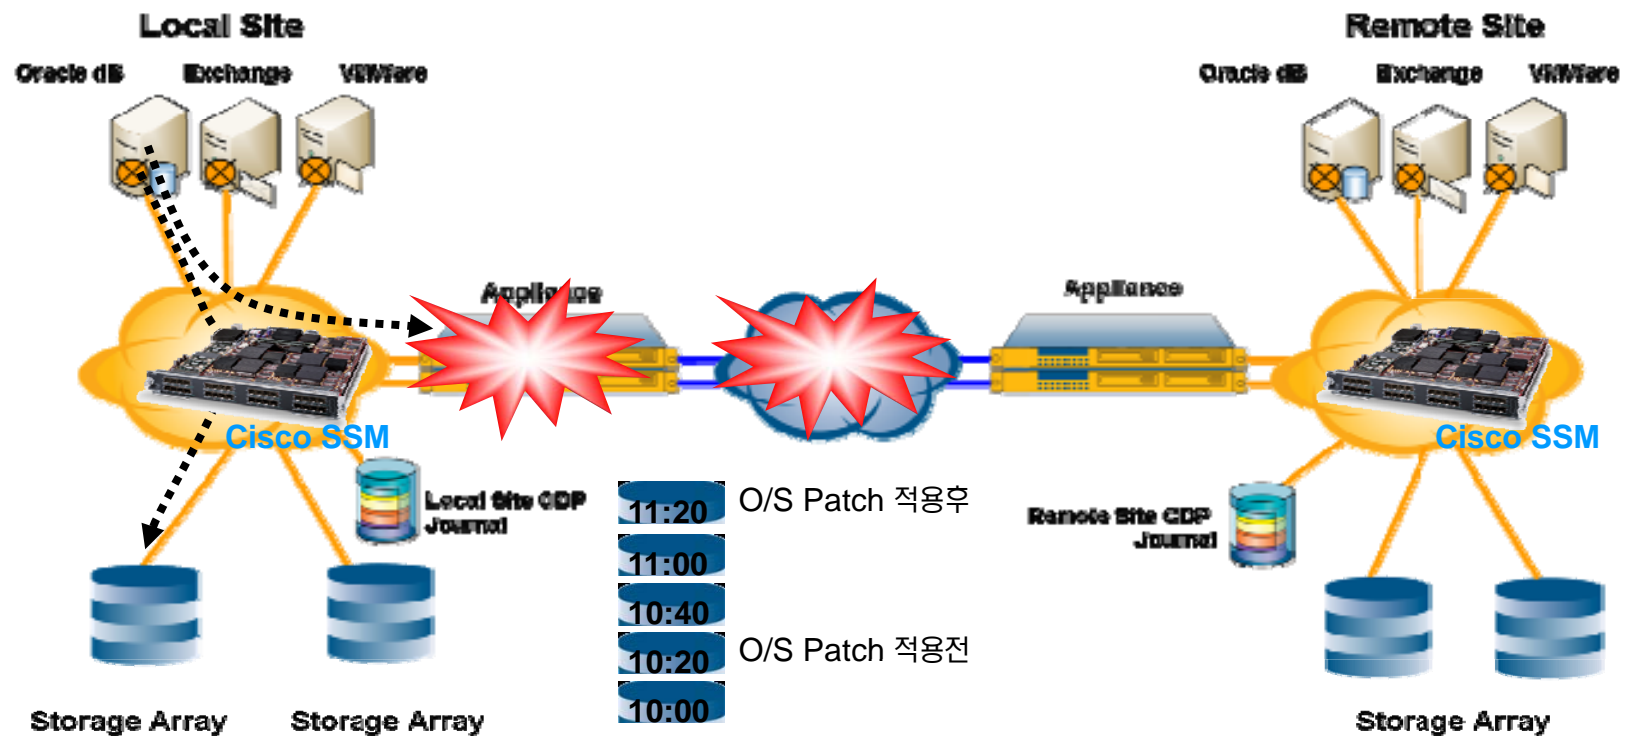 Local Site
Remote Site
Oracle dB
Exchange
VMWare
Oracle dB
Exchange
VMWare
Appliance
Appliance
Cisco SSM
Cisco SSM
Local Site CDP
Journal
11:20
O/S Patch 적용후
11:00
10:40
10:20
O/S Patch 적용전
10:00
Remote Site CDP
Journal
Storage Array
Storage Array
Storage Array